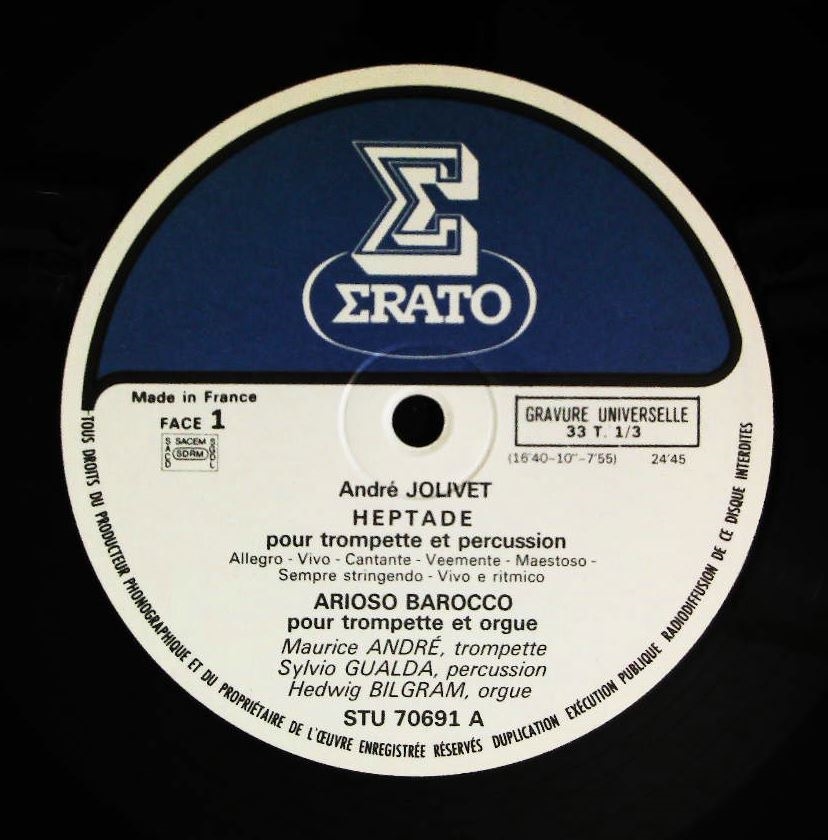 Σ
ΣRATO
Made in France
FACE 1
SACEM
SACD SDRM SGDL
GRAVURE UNIVERSELLE
33 T. 1/3
(16'40-10"-7'55) 24'45
André JOLIVET
HEPTADE
pour trompette et percussion
Allegro - Vivo - Cantante - Veemente - Maestoso -
Sempre stringendo - Vivo e ritmico
ARIOSO BAROCCO
pour trompette et orgue
Maurice ANDRÉ, trompette
Sylvio GUALDA, percussion
Hedwig BILGRAM, orgue
STU 70691 A
-TOUS DROITS DU PRODUCTEUR PHONOGRAPHIQUE ET DU PROPRIÉTAIRE DE L'ŒUVRE ENREGISTRÉE RÉSERVÉS DUPLICATION EXÉCUTION PUBLIQUE RADIODIFFUSION DE CE DISQUE INTERDITES